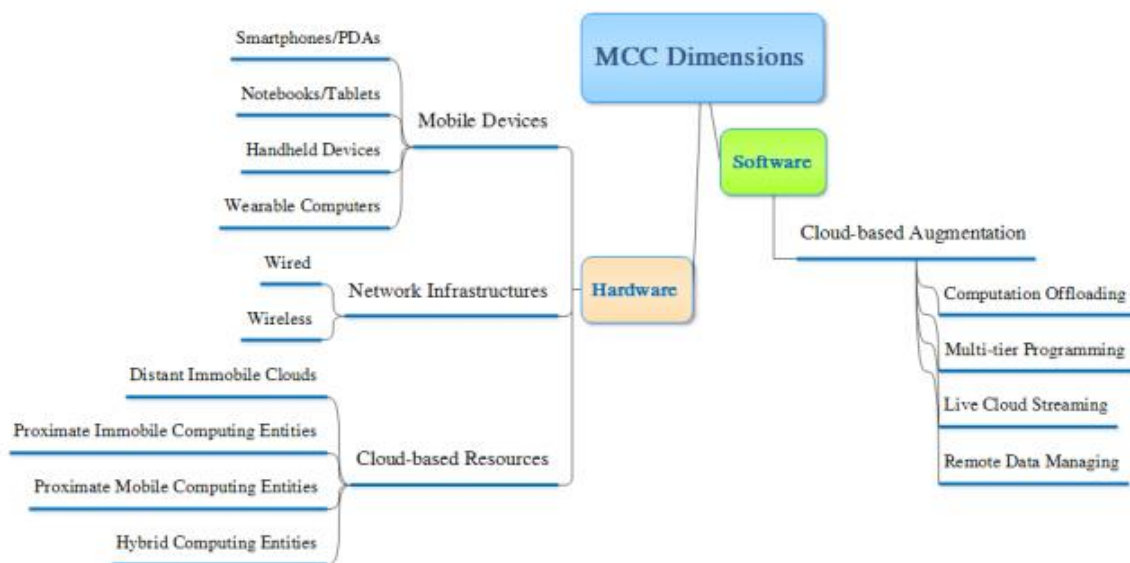 MCC Dimensions
Software
Cloud-based Augmentation
Computation Offloading
Multi-tier Programming
Live Cloud Streaming
Remote Data Managing
Hardware
Mobile Devices
Smartphones/PDAs
Notebooks/Tablets
Handheld Devices
Wearable Computers
Network Infrastructures
Wired
Wireless
Cloud-based Resources
Distant Immobile Clouds
Proximate Immobile Computing Entities
Proximate Mobile Computing Entities
Hybrid Computing Entities